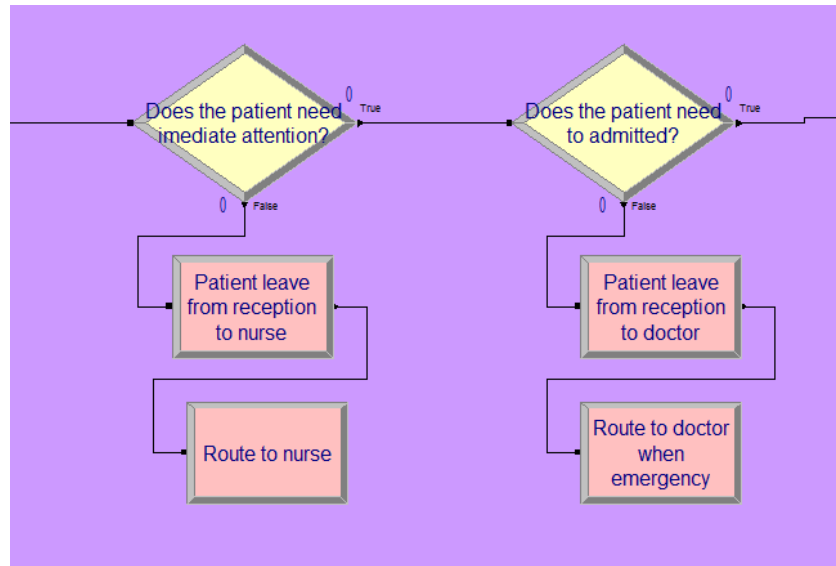 Does the patient need
imediate attention?
0
True
0
False
Patient leave
from reception
to nurse
Route to nurse
Does the patient need
to admitted?
0
True
0
False
Patient leave
from reception
to doctor
Route to doctor
when
emergency